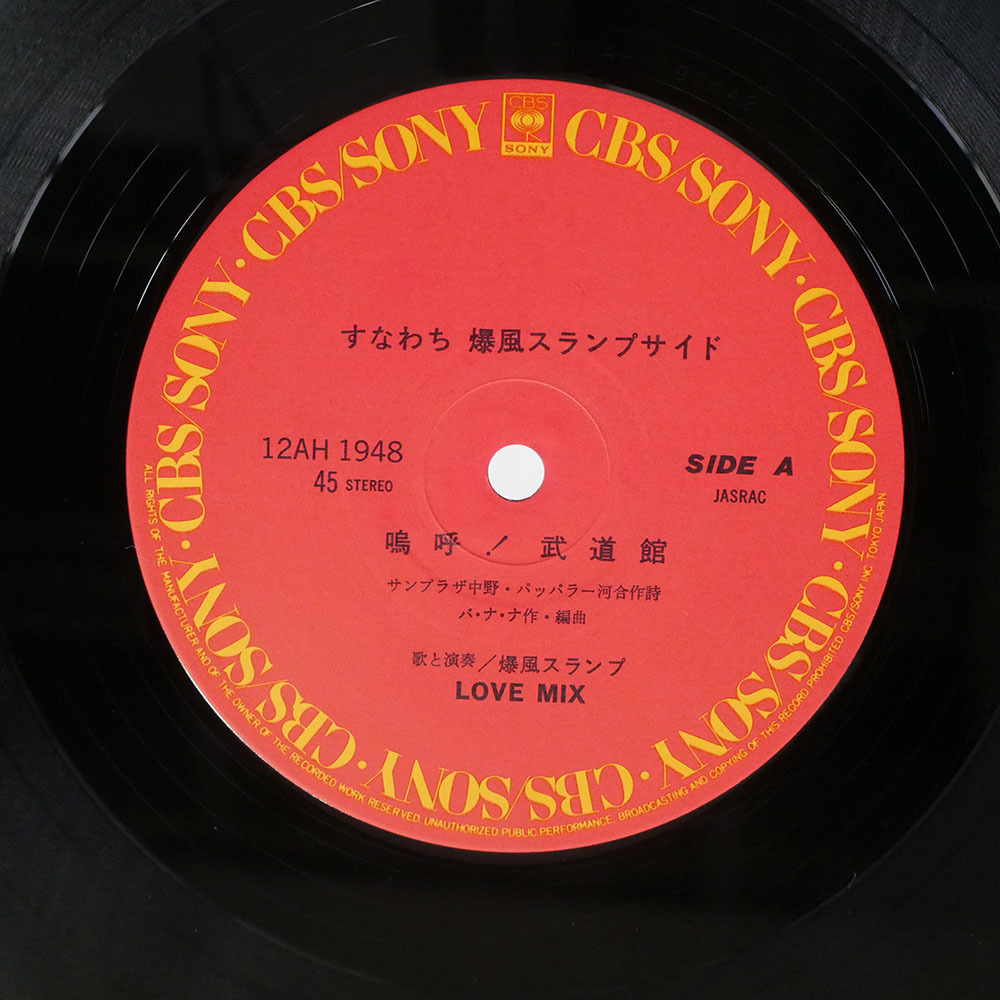 CBS
SONY
CBS/SONY · CBS/SONY · CBS/SONY · CBS/SONY · CBS/SONY · CBS/SONY · CBS/SONY · CBS/SONY
すなわち 爆風スランプサイド
12AH 1948
45 STEREO
SIDE A
JASRAC
嗚呼!武道館
サンプラザ中野・パッパラー河合作詩
バ・ナ・ナ作・編曲
歌と演奏/爆風スランプ
LOVE MIX
ALL RIGHTS OF THE MANUFACTURER AND OF THE OWNER OF THE RECORDED WORK RESERVED. UNAUTHORIZED PUBLIC PERFORMANCE, BROADCASTING AND COPYING OF THIS RECORD PROHIBITED. CBS/SONY INC. TOKYO JAPAN